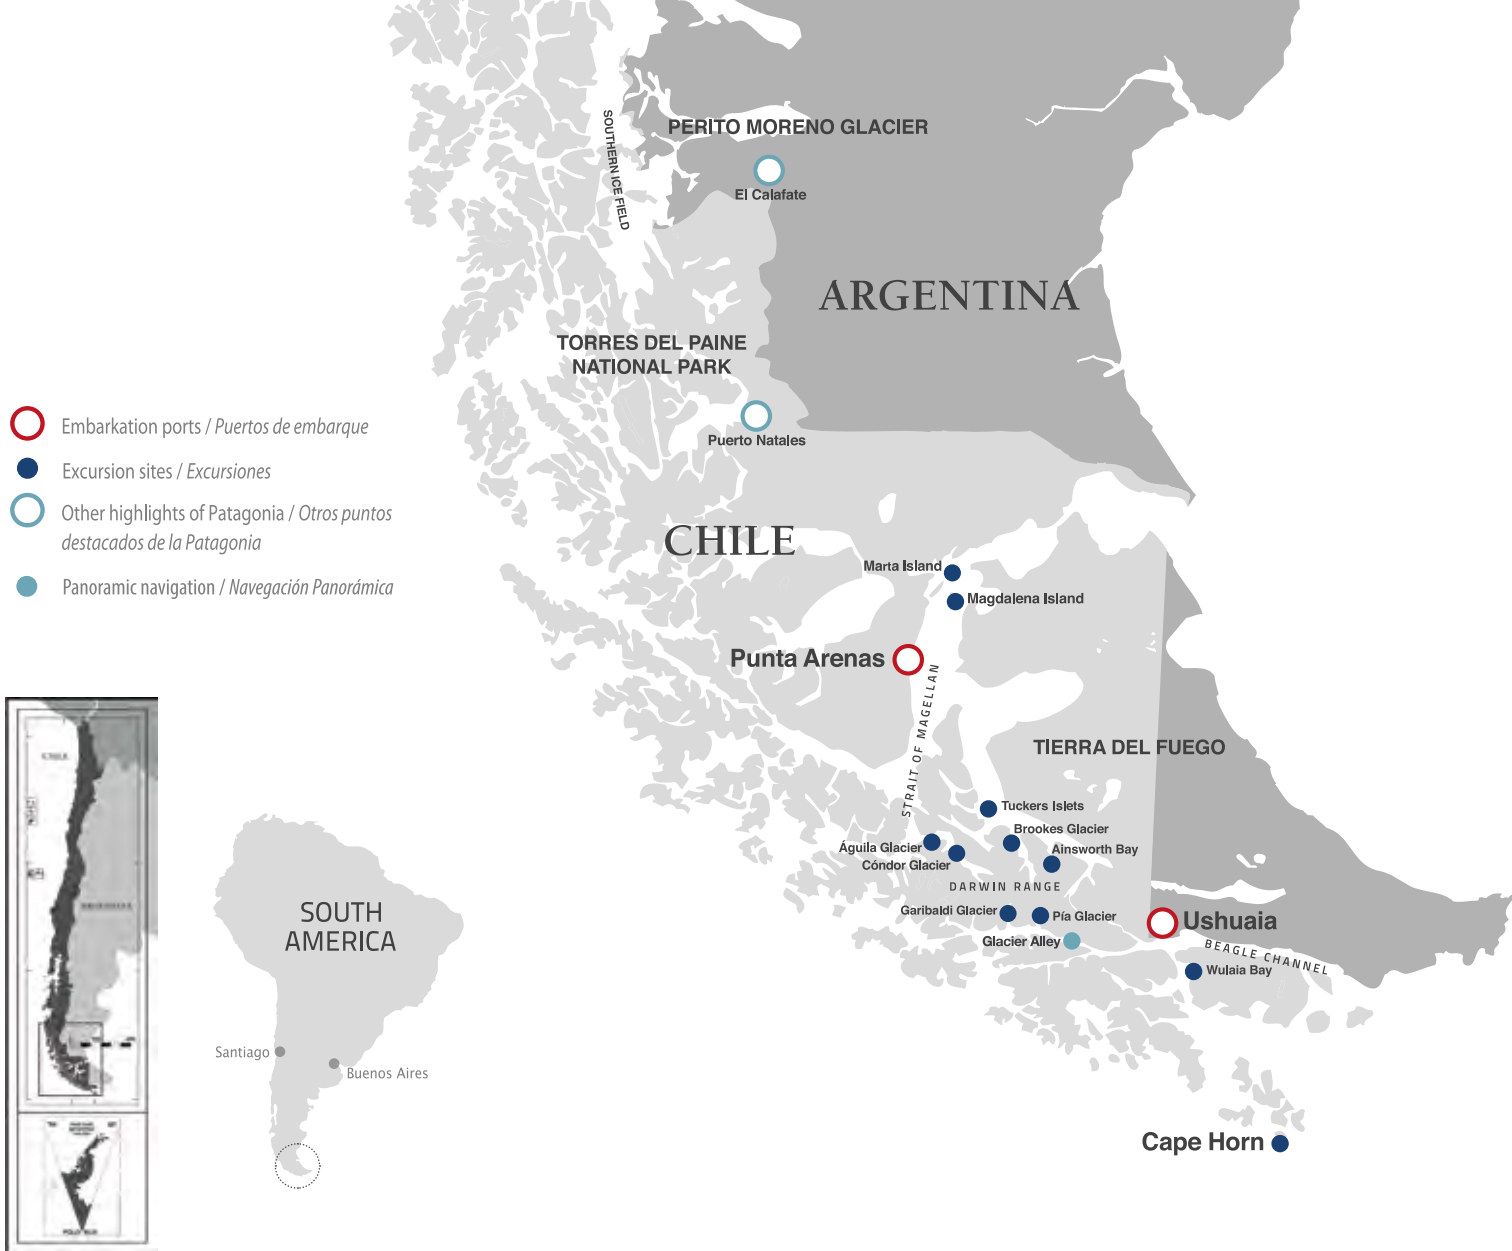 PERITO MORENO GLACIER
El Calafate
SOUTHERN ICE FIELD
ARGENTINA
TORRES DEL PAINE
NATIONAL PARK
Puerto Natales
Embarkation ports / Puertos de embarque
Excursion sites / Excursiones
Other highlights of Patagonia / Otros puntos
destacados de la Patagonia
Panoramic navigation / Navegación Panorámica
CHILE
Marta Island
Magdalena Island
Punta Arenas
STRAIT OF MAGELLAN
TIERRA DEL FUEGO
Tuckers Islets
Brookes Glacier
Águila Glacier
Ainsworth Bay
Cóndor Glacier
DARWIN RANGE
Garibaldi Glacier
Pía Glacier
Ushuaia
Glacier Alley
BEAGLE CHANNEL
Wulaia Bay
Cape Horn
SOUTH
AMERICA
Santiago
Buenos Aires